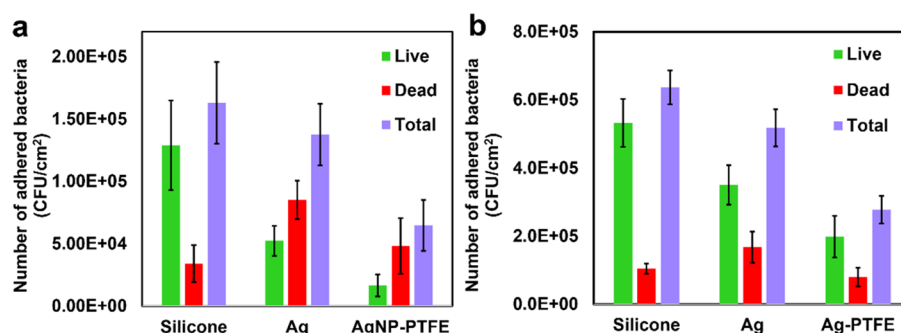 a
Number of adhered bacteria
(CFU/cm²)
2.00E+05
1.50E+05
1.00E+05
5.00E+04
0.00E+00
Live
Dead
Total
Silicone
Ag
AgNP-PTFE
b
Number of adhered bacteria
(CFU/cm²)
8.0E+05
6.0E+05
4.0E+05
2.0E+05
0.0E+00
Live
Dead
Total
Silicone
Ag
Ag-PTFE